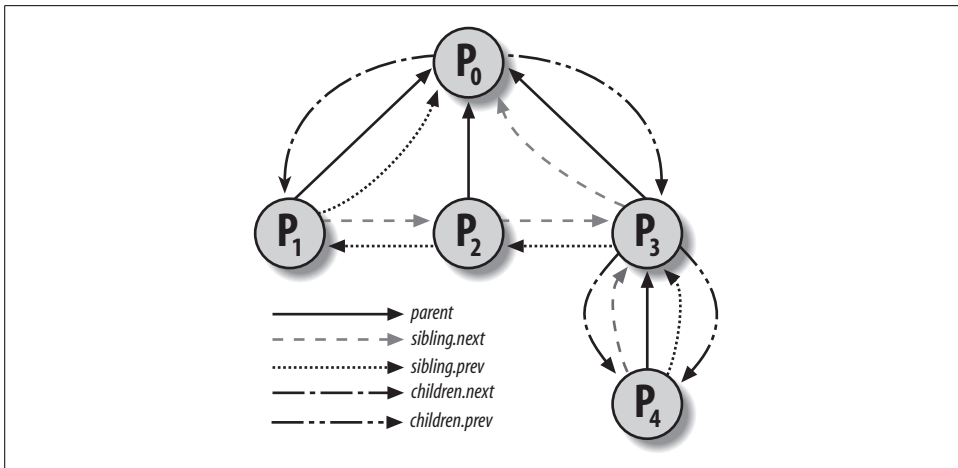 P0
P1 P2 P3
parent
sibling.next
sibling.prev
children.next
children.prev
P4